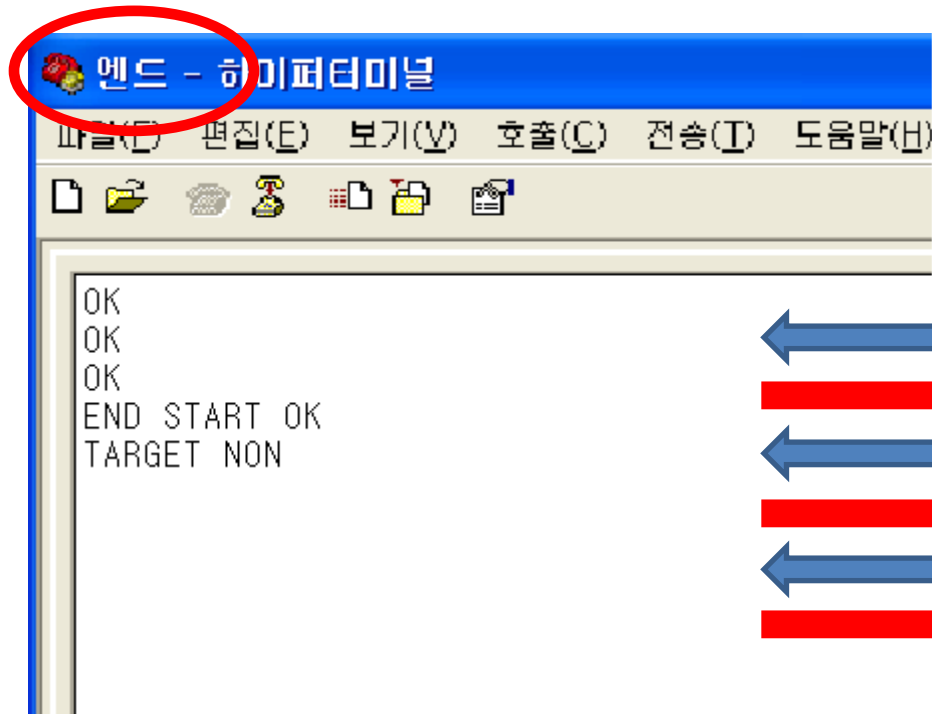 엔드 - 하이퍼터미널
파일(F) 편집(E) 보기(V) 호출(C) 전송(T) 도움말(H)
OK
OK
OK
END START OK
TARGET NON